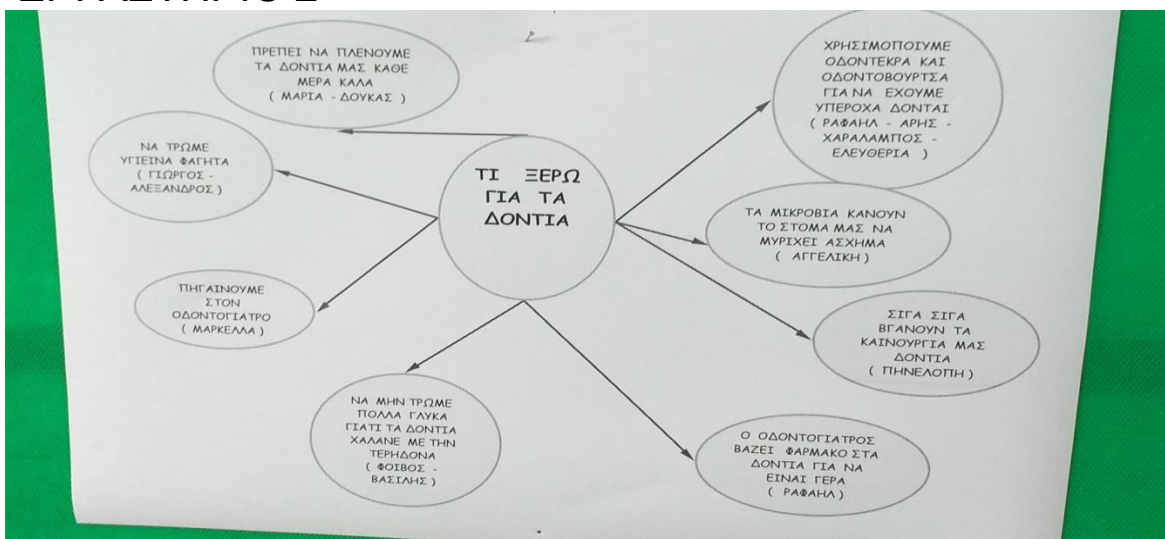 ΠΡΕΠΕΙ ΝΑ ΠΛΕΝΟΥΜΕ
ΤΑ ΔΟΝΤΙΑ ΜΑΣ ΚΑΘΕ
ΜΕΡΑ ΚΑΛΑ
( ΜΑΡΙΑ - ΔΟΥΚΑΣ )
ΧΡΗΣΙΜΟΠΟΙΥΜΕ
ΟΔΟΝΤΕΚΡΑ ΚΑΙ
ΟΔΟΝΤΟΒΟΥΡΤΣΑ
ΓΙΑ ΝΑ ΕΧΟΥΜΕ
ΥΠΕΡΟΧΑ ΔΟΝΤΑΙ
( ΡΑΦΑΗΛ - ΑΡΗΣ -
ΧΑΡΑΛΑΜΠΟΣ -
ΕΛΕΥΘΕΡΙΑ )
ΝΑ ΤΡΩΜΕ
ΥΓΙΕΙΝΑ ΦΑΓΗΤΑ
( ΓΙΩΡΓΟΣ -
ΑΛΕΞΑΝΔΡΟΣ )
ΤΙ ΞΕΡΩ
ΓΙΑ ΤΑ
ΔΟΝΤΙΑ
ΤΑ ΜΙΚΡΟΒΙΑ ΚΑΝΟΥΝ
ΤΟ ΣΤΟΜΑ ΜΑΣ ΝΑ
ΜΥΡΙΧΕΙ ΑΣΧΗΜΑ
( ΑΓΓΕΛΙΚΗ )
ΠΗΓΑΙΝΟΥΜΕ
ΣΤΟΝ
ΟΔΟΝΤΟΓΙΑΤΡΟ
( ΜΑΡΚΕΛΛΑ )
ΣΙΓΑ ΣΙΓΑ
ΒΓΑΝΟΥΝ ΤΑ
ΚΑΙΝΟΥΡΓΙΑ ΜΑΣ
ΔΟΝΤΙΑ
( ΠΗΝΕΛΟΠΗ )
ΝΑ ΜΗΝ ΤΡΩΜΕ
ΠΟΛΛΑ ΓΛΥΚΑ
ΓΙΑΤΙ ΤΑ ΔΟΝΤΙΑ
ΧΑΛΑΝΕ ΜΕ ΤΗΝ
ΤΕΡΗΔΟΝΑ
( ΦΟΙΒΟΣ -
ΒΑΣΙΛΗΣ )
Ο ΟΔΟΝΤΟΓΙΑΤΡΟΣ
ΒΑΖΕΙ ΦΑΡΜΑΚΟ ΣΤΑ
ΔΟΝΤΙΑ ΓΙΑ ΝΑ
ΕΙΝΑΙ ΓΕΡΑ
( ΡΑΦΑΗΛ )